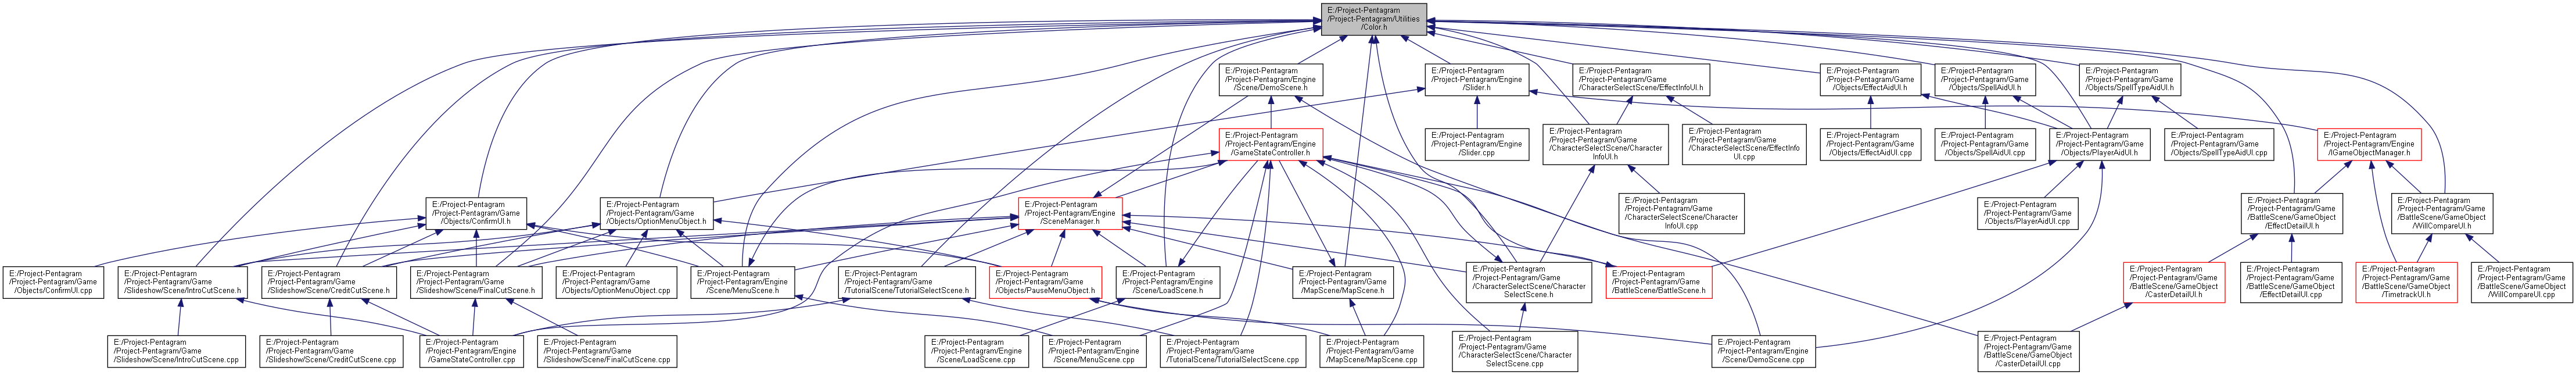 E:/Project-Pentagram
/Project-Pentagram/Utilities
/Color.h
E:/Project-Pentagram
/Project-Pentagram/Engine
/Scene/DemoScene.h
E:/Project-Pentagram
/Project-Pentagram/Engine
/Slider.h
E:/Project-Pentagram
/Project-Pentagram/Game
/CharacterSelectScene/EffectInfoUI.h
E:/Project-Pentagram
/Project-Pentagram/Game
/Objects/EffectAidUI.h
E:/Project-Pentagram
/Project-Pentagram/Game
/Objects/SpellAidUI.h
E:/Project-Pentagram
/Project-Pentagram/Game
/Objects/SpellTypeAidUI.h
E:/Project-Pentagram
/Project-Pentagram/Engine
/GameStateController.h
E:/Project-Pentagram
/Project-Pentagram/Engine
/Slider.cpp
E:/Project-Pentagram
/Project-Pentagram/Game
/CharacterSelectScene/Character
InfoUI.h
E:/Project-Pentagram
/Project-Pentagram/Game
/CharacterSelectScene/EffectInfo
UI.cpp
E:/Project-Pentagram
/Project-Pentagram/Game
/Objects/EffectAidUI.cpp
E:/Project-Pentagram
/Project-Pentagram/Game
/Objects/SpellAidUI.cpp
E:/Project-Pentagram
/Project-Pentagram/Game
/Objects/PlayerAidUI.h
E:/Project-Pentagram
/Project-Pentagram/Game
/Objects/SpellTypeAidUI.cpp
E:/Project-Pentagram
/Project-Pentagram/Engine
/IGameObjectManager.h
E:/Project-Pentagram
/Project-Pentagram/Game
/Objects/ConfirmUI.h
E:/Project-Pentagram
/Project-Pentagram/Game
/Objects/OptionMenuObject.h
E:/Project-Pentagram
/Project-Pentagram/Engine
/SceneManager.h
E:/Project-Pentagram
/Project-Pentagram/Game
/CharacterSelectScene/Character
InfoUI.cpp
E:/Project-Pentagram
/Project-Pentagram/Game
/Objects/PlayerAidUI.cpp
E:/Project-Pentagram
/Project-Pentagram/Game
/BattleScene/GameObject
/EffectDetailUI.h
E:/Project-Pentagram
/Project-Pentagram/Game
/BattleScene/GameObject
/WillCompareUI.h
E:/Project-Pentagram
/Project-Pentagram/Game
/Objects/ConfirmUI.cpp
E:/Project-Pentagram
/Project-Pentagram/Game
/Slideshow/Scene/IntroCutScene.h
E:/Project-Pentagram
/Project-Pentagram/Game
/Slideshow/Scene/CreditCutScene.h
E:/Project-Pentagram
/Project-Pentagram/Game
/Slideshow/Scene/FinalCutScene.h
E:/Project-Pentagram
/Project-Pentagram/Game
/Objects/OptionMenuObject.cpp
E:/Project-Pentagram
/Project-Pentagram/Engine
/Scene/MenuScene.h
E:/Project-Pentagram
/Project-Pentagram/Game
/TutorialScene/TutorialSelectScene.h
E:/Project-Pentagram
/Project-Pentagram/Game
/Objects/PauseMenuObject.h
E:/Project-Pentagram
/Project-Pentagram/Engine
/Scene/LoadScene.h
E:/Project-Pentagram
/Project-Pentagram/Game
/MapScene/MapScene.h
E:/Project-Pentagram
/Project-Pentagram/Game
/CharacterSelectScene/Character
SelectScene.h
E:/Project-Pentagram
/Project-Pentagram/Game
/BattleScene/BattleScene.h
E:/Project-Pentagram
/Project-Pentagram/Game
/BattleScene/GameObject
/CasterDetailUI.h
E:/Project-Pentagram
/Project-Pentagram/Game
/BattleScene/GameObject
/EffectDetailUI.cpp
E:/Project-Pentagram
/Project-Pentagram/Game
/BattleScene/GameObject
/TimetrackUI.h
E:/Project-Pentagram
/Project-Pentagram/Game
/BattleScene/GameObject
/WillCompareUI.cpp
E:/Project-Pentagram
/Project-Pentagram/Game
/Slideshow/Scene/IntroCutScene.cpp
E:/Project-Pentagram
/Project-Pentagram/Game
/Slideshow/Scene/CreditCutScene.cpp
E:/Project-Pentagram
/Project-Pentagram/Engine
/GameStateController.cpp
E:/Project-Pentagram
/Project-Pentagram/Game
/Slideshow/Scene/FinalCutScene.cpp
E:/Project-Pentagram
/Project-Pentagram/Engine
/Scene/LoadScene.cpp
E:/Project-Pentagram
/Project-Pentagram/Engine
/Scene/MenuScene.cpp
E:/Project-Pentagram
/Project-Pentagram/Game
/TutorialScene/TutorialSelectScene.cpp
E:/Project-Pentagram
/Project-Pentagram/Game
/MapScene/MapScene.cpp
E:/Project-Pentagram
/Project-Pentagram/Game
/CharacterSelectScene/Character
SelectScene.cpp
E:/Project-Pentagram
/Project-Pentagram/Engine
/Scene/DemoScene.cpp
E:/Project-Pentagram
/Project-Pentagram/Game
/BattleScene/GameObject
/CasterDetailUI.cpp